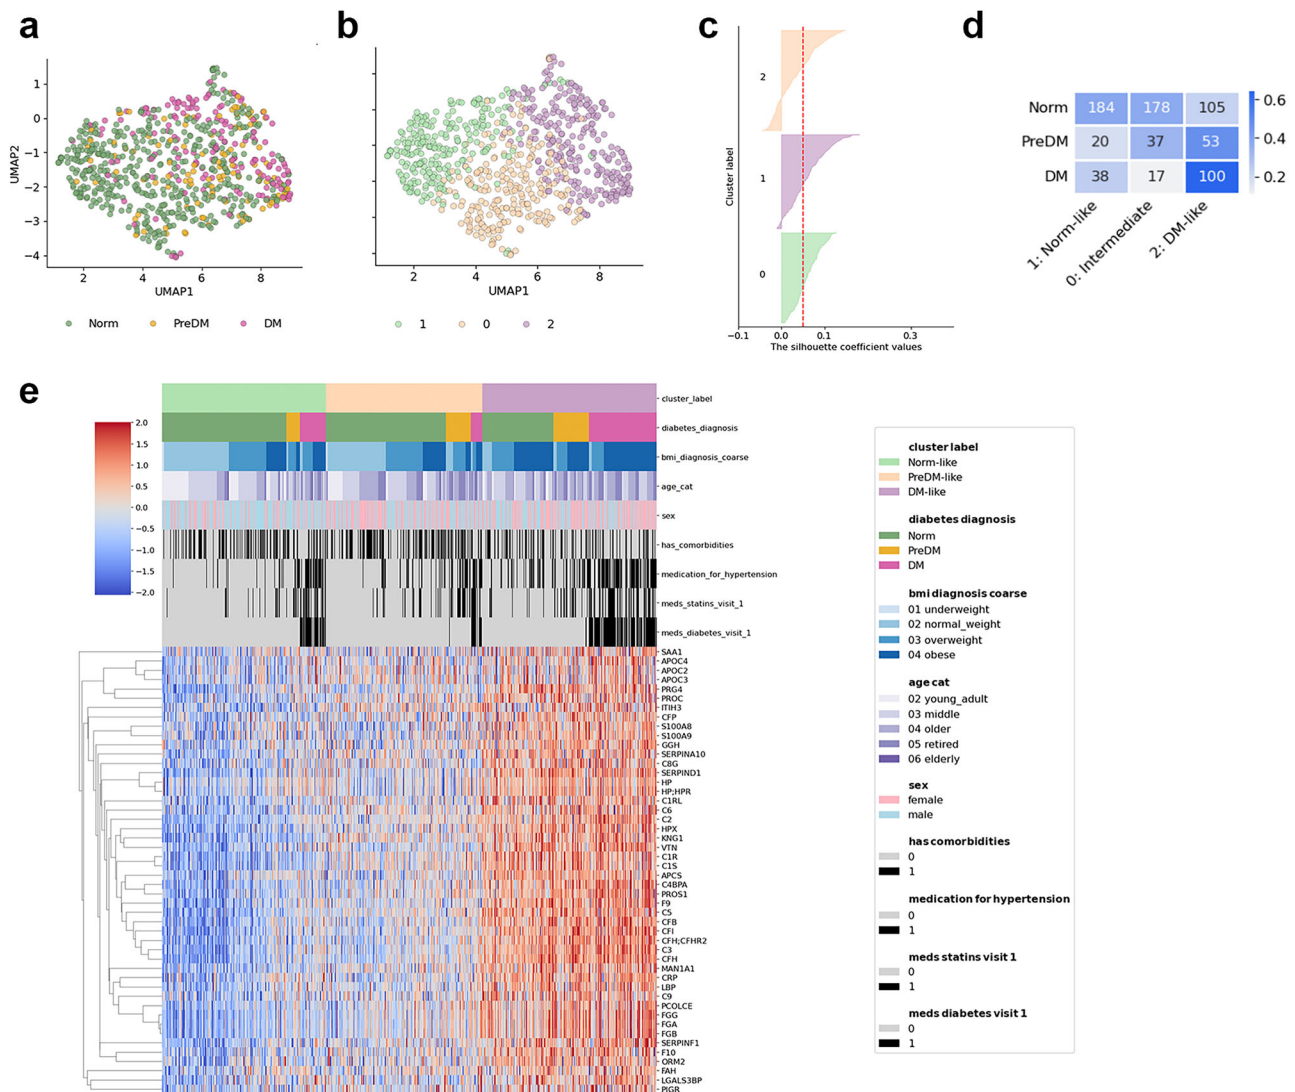 a
b
c
d
UMAP2
1
0
−1
−2
−3
−4
2
4
6
8
UMAP1
Norm
PreDM
DM
2
4
6
8
UMAP1
1
0
2
Cluster label
2
1
0
−0.1
0.0
0.1
0.3
The silhouette coefficient values
Norm
184
178
105
PreDM
20
37
53
DM
38
17
100
1: Norm-like
0: Intermediate
2: DM-like
0.6
0.4
0.2
e
2.0
1.5
1.0
0.5
0.0
−0.5
−1.0
−1.5
−2.0
cluster_label
diabetes_diagnosis
bmi_diagnosis_coarse
age_cat
sex
has_comorbidities
medication_for_hypertension
meds_statins_visit_1
meds_diabetes_visit_1
SAA1
APOC4
APOC2
APOC3
PRG4
PROC
ITIH3
CFP
S100A8
S100A9
GGH
SERPINA10
C8G
SERPIND1
HP
HP;HPR
C1RL
C6
C2
HPX
KNG1
VTN
C1R
C1S
APCS
C4BPA
PROS1
F9
C5
CFB
CFI
CFH;CFHR2
C3
CFH
MAN1A1
CRP
LBP
C9
PCOLCE
FGG
FGA
FGB
SERPINF1
F10
ORM2
FAH
LGALS3BP
PIGR
cluster label
Norm-like
PreDM-like
DM-like
diabetes diagnosis
Norm
PreDM
DM
bmi diagnosis coarse
01 underweight
02 normal_weight
03 overweight
04 obese
age cat
02 young_adult
03 middle
04 older
05 retired
06 elderly
sex
female
male
has comorbidities
0
1
medication for hypertension
0
1
meds statins visit 1
0
1
meds diabetes visit 1
0
1